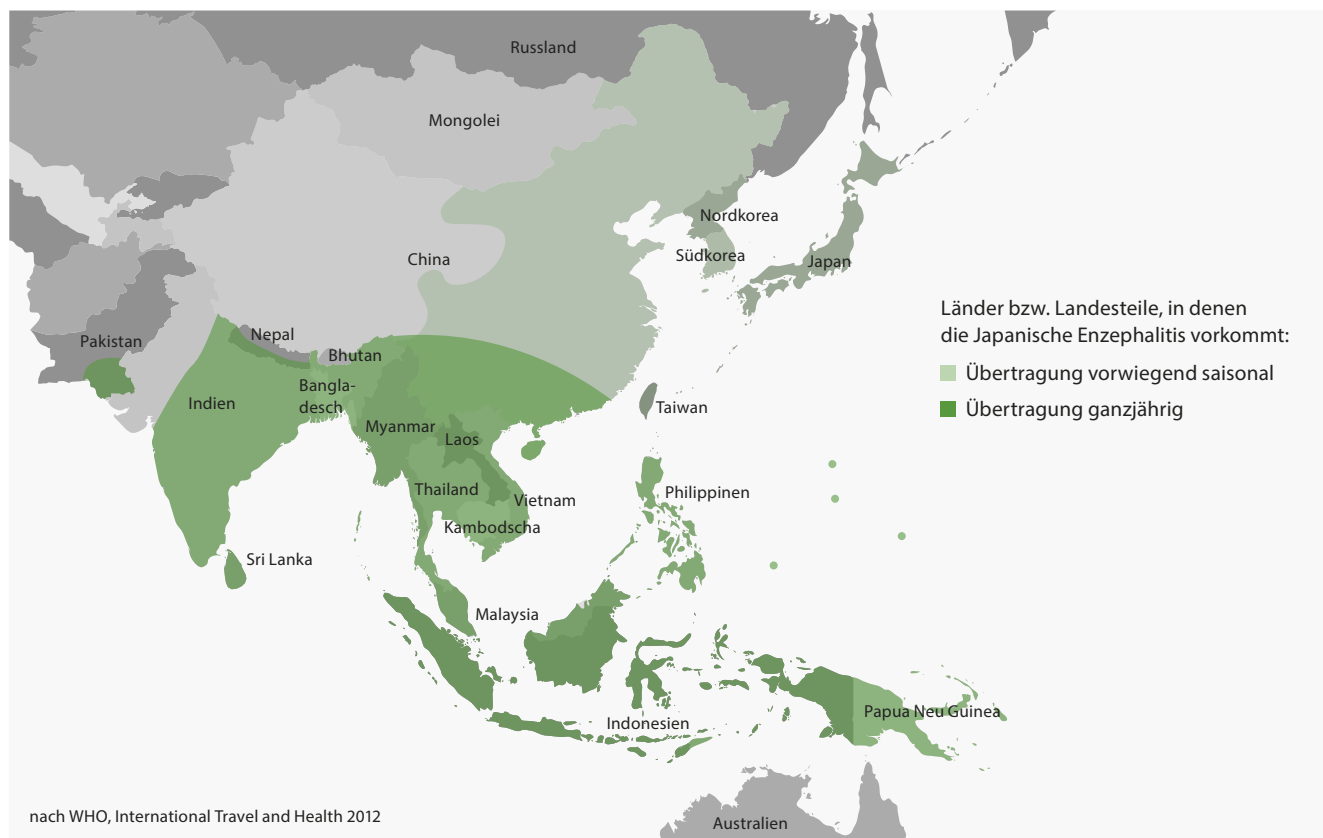 Russland
Mongolei
Nordkorea
Südkorea
Japan
China
Länder bzw. Landesteile, in denen
die Japanische Enzephalitis vorkommt:
Übertragung vorwiegend saisonal
Übertragung ganzjährig
Pakistan
Nepal
Bhutan
Indien
Bangla-
desch
Taiwan
Myanmar
Laos
Thailand
Vietnam
Philippinen
Kambodscha
Sri Lanka
Malaysia
Papua Neu Guinea
Indonesien
nach WHO, International Travel and Health 2012
Australien